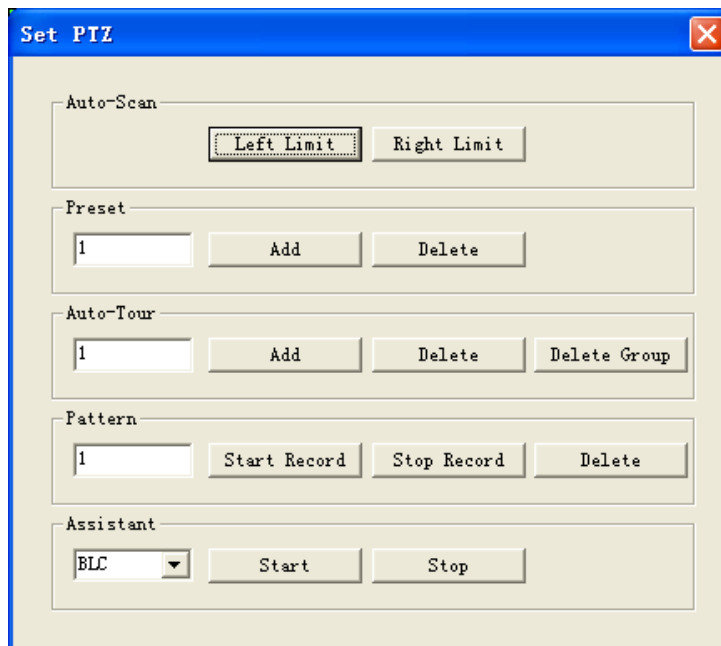 Set PTZ
Auto-Scan
Left Limit Right Limit
Preset
1 Add Delete
Auto-Tour
1 Add Delete Delete Group
Pattern
1 Start Record Stop Record Delete
Assistant
BLC Start Stop